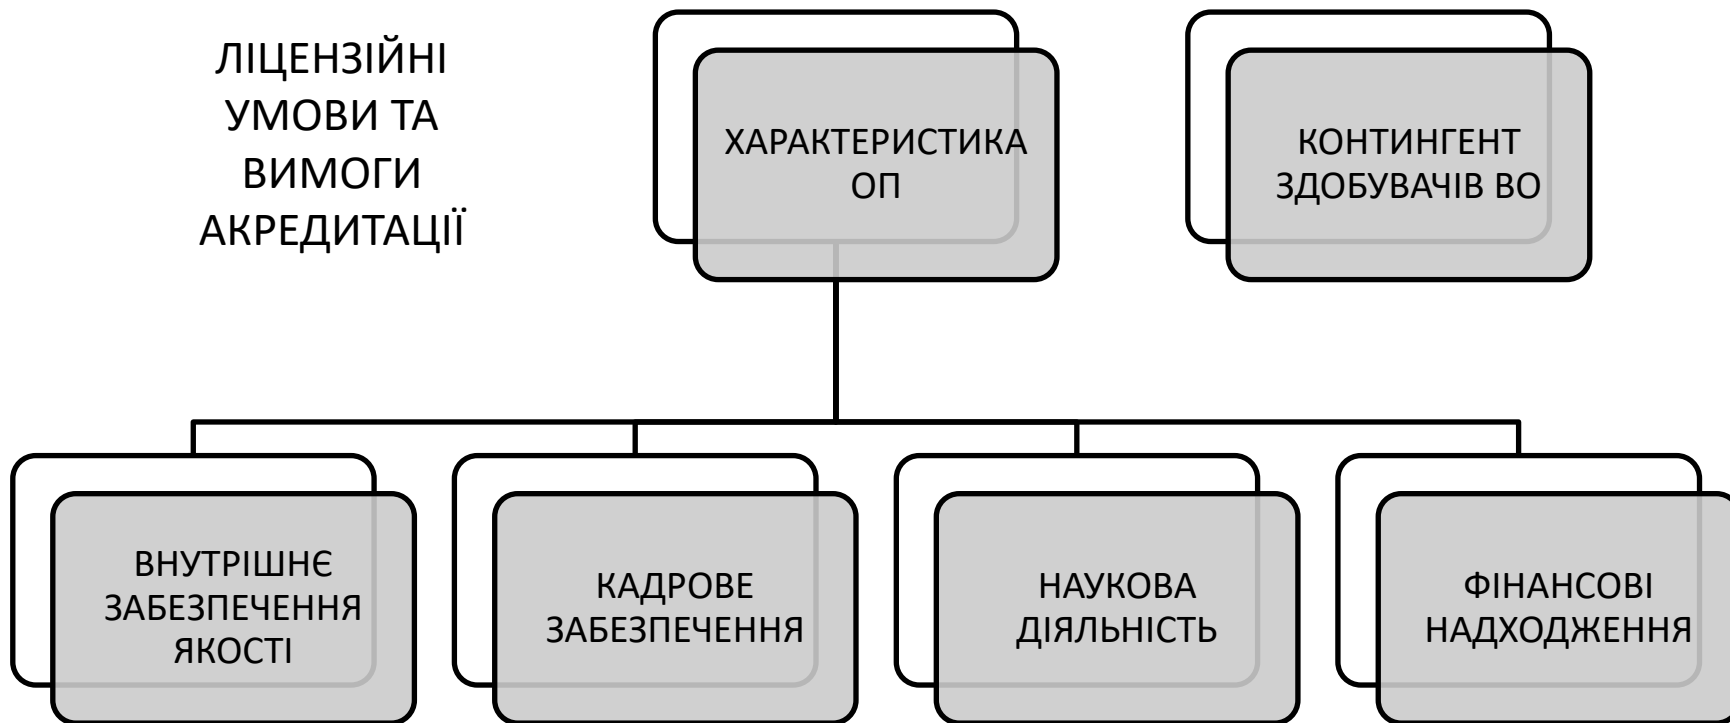 ЛІЦЕНЗІЙНІ
УМОВИ ТА
ВИМОГИ
АКРЕДИТАЦІЇ
ХАРАКТЕРИСТИКА
ОП
КОНТИНГЕНТ
ЗДОБУВАЧІВ ВО
ВНУТРІШНЄ
ЗАБЕЗПЕЧЕННЯ
ЯКОСТІ
КАДРОВЕ
ЗАБЕЗПЕЧЕННЯ
НАУКОВА
ДІЯЛЬНІСТЬ
ФІНАНСОВІ
НАДХОДЖЕННЯ